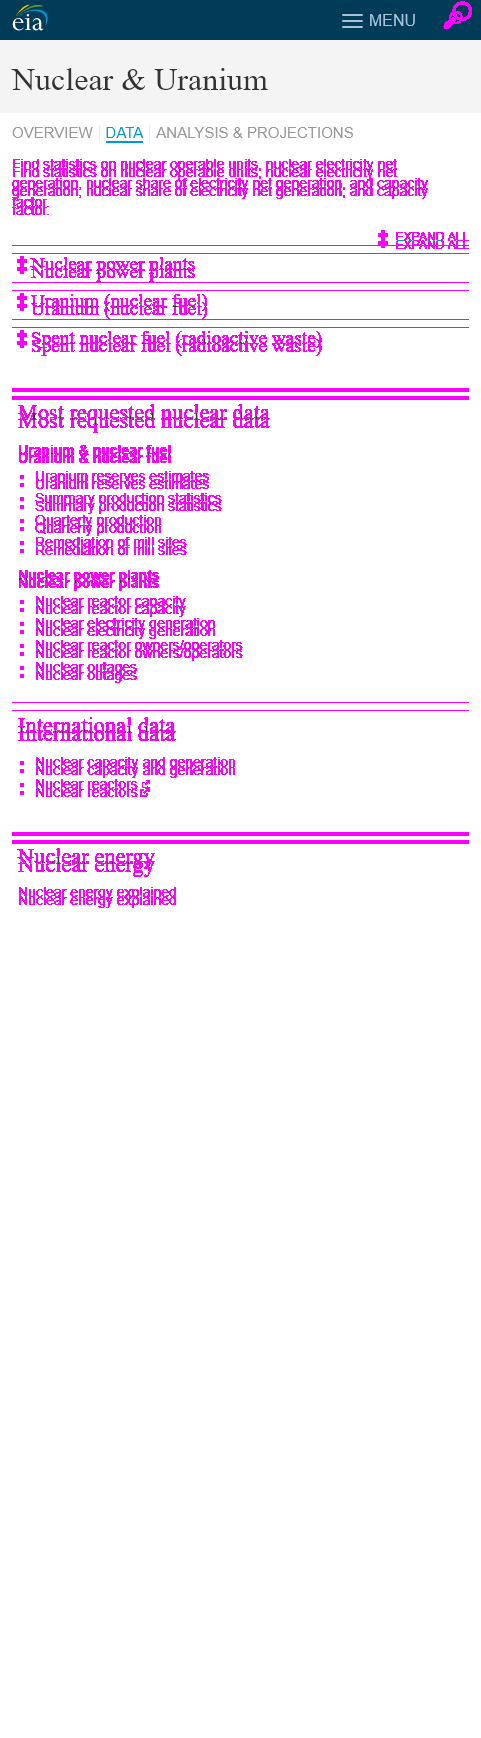 eia
MENU
Nuclear & Uranium
OVERVIEW DATA ANALYSIS & PROJECTIONS
Find statistics on nuclear operable units, nuclear electricity net
generation, nuclear share of electricity net generation, and capacity
factor.
EXPAND ALL
Nuclear power plants
Uranium (nuclear fuel)
Spent nuclear fuel (radioactive waste)
Most requested nuclear data
Uranium & nuclear fuel
Uranium reserves estimates
Summary production statistics
Quarterly production
Remediation of mill sites
Nuclear power plants
Nuclear reactor capacity
Nuclear electricity generation
Nuclear reactor owners/operators
Nuclear outages
International data
Nuclear capacity and generation
Nuclear reactors
Nuclear energy
Nuclear energy explained